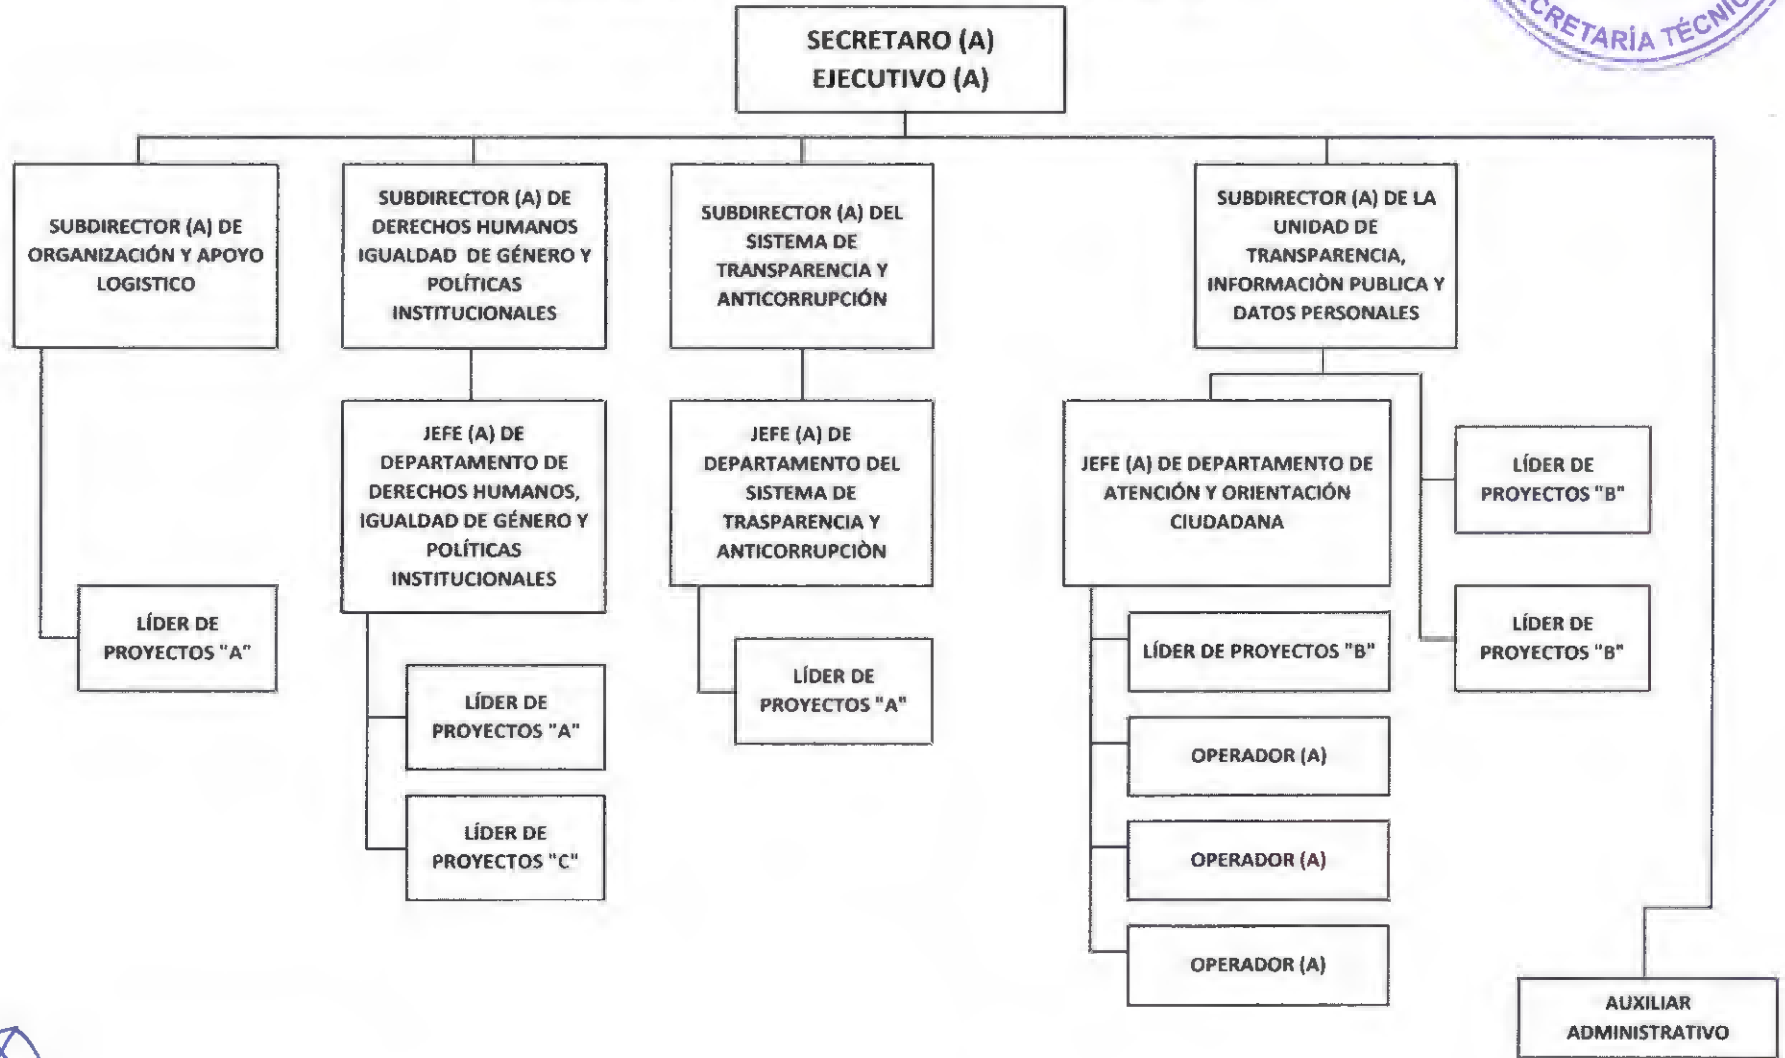 SECRETARÍA TÉCNIC
SECRETARO (A)
EJECUTIVO (A)
SUBDIRECTOR (A) DE
ORGANIZACIÓN Y APOYO
LOGISTICO
SUBDIRECTOR (A) DE
DERECHOS HUMANOS
IGUALDAD DE GÉNERO Y
POLÍTICAS
INSTITUCIONALES
SUBDIRECTOR (A) DEL
SISTEMA DE
TRANSPARENCIA Y
ANTICORRUPCIÓN
SUBDIRECTOR (A) DE LA
UNIDAD DE
TRANSPARENCIA,
INFORMACIÒN PUBLICA Y
DATOS PERSONALES
JEFE (A) DE
DEPARTAMENTO DE
DERECHOS HUMANOS,
IGUALDAD DE GÉNERO Y
POLÍTICAS
INSTITUCIONALES
JEFE (A) DE
DEPARTAMENTO DEL
SISTEMA DE
TRASPARENCIA Y
ANTICORRUPCIÒN
JEFE (A) DE DEPARTAMENTO DE
ATENCIÓN Y ORIENTACIÓN
CIUDADANA
LÍDER DE
PROYECTOS "B"
LÍDER DE
PROYECTOS "A"
LÍDER DE
PROYECTOS "A"
LÍDER DE
PROYECTOS "C"
LÍDER DE
PROYECTOS "A"
LÍDER DE PROYECTOS "B"
LÍDER DE
PROYECTOS "B"
OPERADOR (A)
OPERADOR (A)
OPERADOR (A)
AUXILIAR
ADMINISTRATIVO